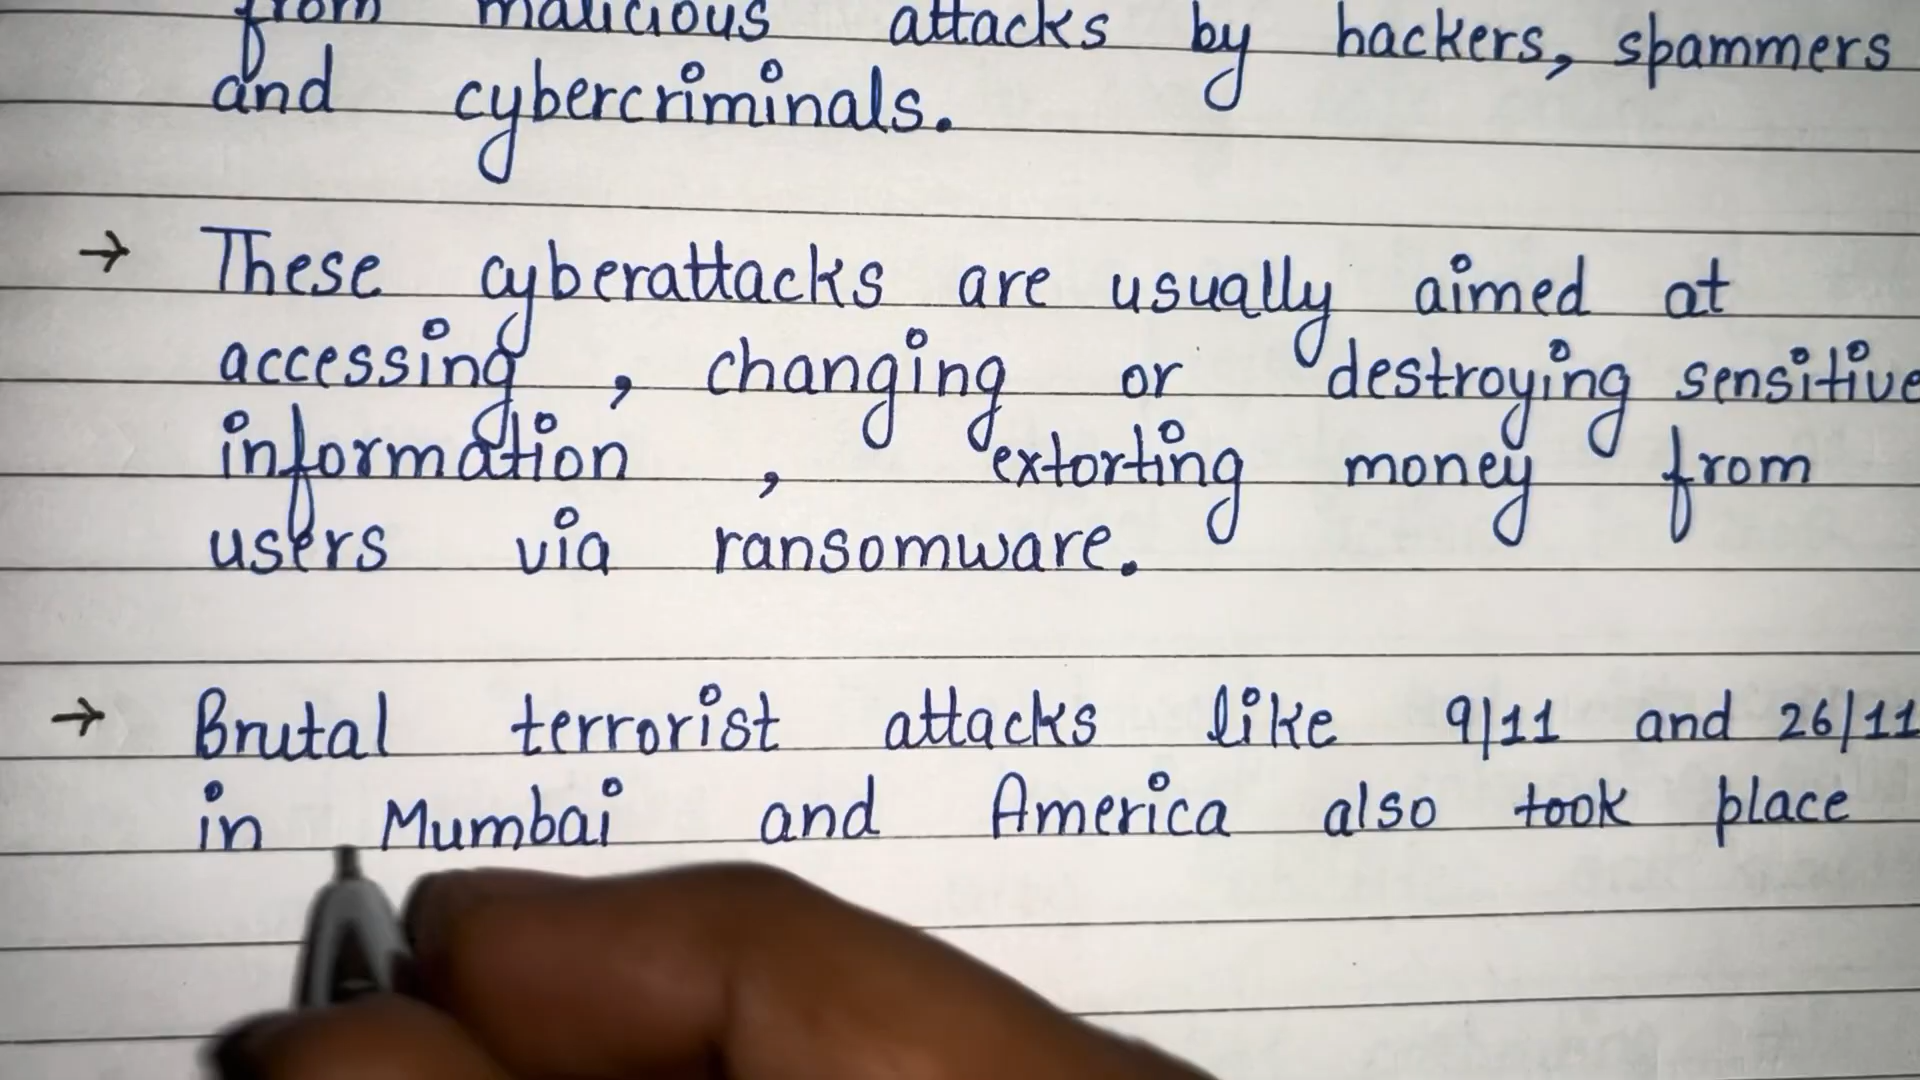 from malicious attacks by hackers, spammers
and cybercriminals.
→ These cyberattacks are usually aimed at
accessing, changing or destroying sensitive
information, extorting money from
users via ransomware.
→ Brutal terrorist attacks like 9/11 and 26/11
in Mumbai and America also took place